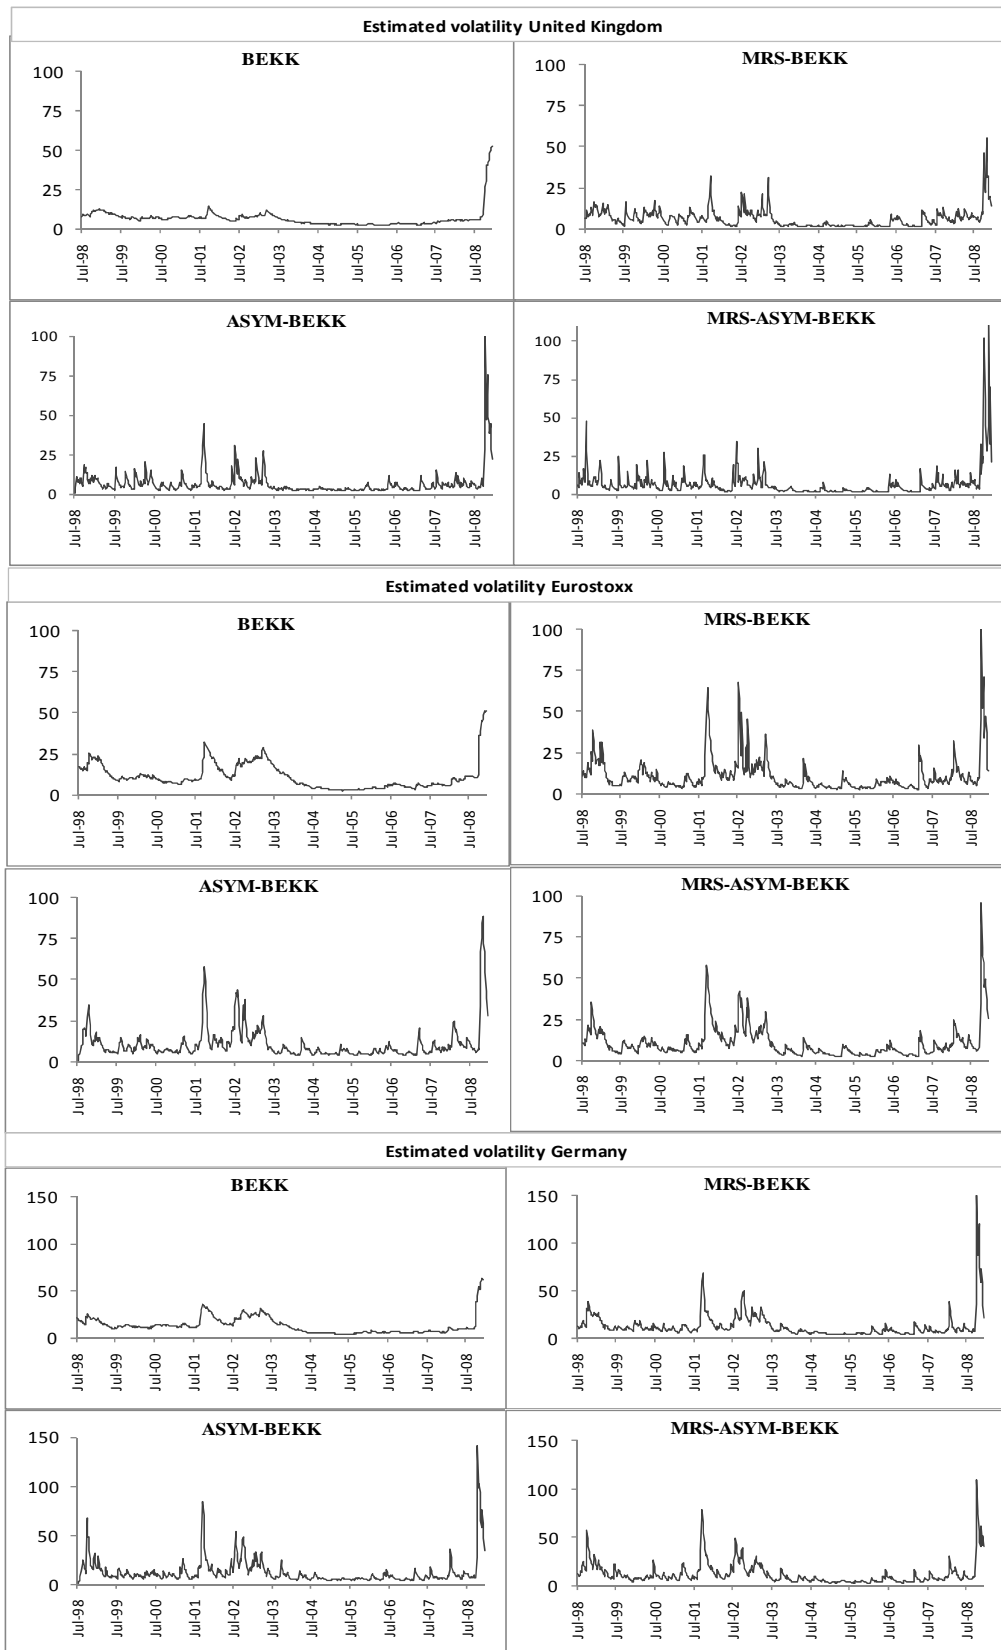 Estimated volatility United Kingdom
BEKK
100
75
50
25
0
Jul-98
Jul-99
Jul-00
Jul-01
Jul-02
Jul-03
Jul-04
Jul-05
Jul-06
Jul-07
Jul-08
MRS-BEKK
100
75
50
25
0
Jul-98
Jul-99
Jul-00
Jul-01
Jul-02
Jul-03
Jul-04
Jul-05
Jul-06
Jul-07
Jul-08
ASYM-BEKK
100
75
50
25
0
Jul-98
Jul-99
Jul-00
Jul-01
Jul-02
Jul-03
Jul-04
Jul-05
Jul-06
Jul-07
Jul-08
MRS-ASYM-BEKK
100
75
50
25
0
Jul-98
Jul-99
Jul-00
Jul-01
Jul-02
Jul-03
Jul-04
Jul-05
Jul-06
Jul-07
Jul-08
Estimated volatility Eurostoxx
BEKK
100
75
50
25
0
Jul-98
Jul-99
Jul-00
Jul-01
Jul-02
Jul-03
Jul-04
Jul-05
Jul-06
Jul-07
Jul-08
MRS-BEKK
100
75
50
25
0
Jul-98
Jul-99
Jul-00
Jul-01
Jul-02
Jul-03
Jul-04
Jul-05
Jul-06
Jul-07
Jul-08
ASYM-BEKK
100
75
50
25
0
Jul-98
Jul-99
Jul-00
Jul-01
Jul-02
Jul-03
Jul-04
Jul-05
Jul-06
Jul-07
Jul-08
MRS-ASYM-BEKK
100
75
50
25
0
Jul-98
Jul-99
Jul-00
Jul-01
Jul-02
Jul-03
Jul-04
Jul-05
Jul-06
Jul-07
Jul-08
Estimated volatility Germany
BEKK
150
100
50
0
Jul-98
Jul-99
Jul-00
Jul-01
Jul-02
Jul-03
Jul-04
Jul-05
Jul-06
Jul-07
Jul-08
MRS-BEKK
150
100
50
0
Jul-98
Jul-99
Jul-00
Jul-01
Jul-02
Jul-03
Jul-04
Jul-05
Jul-06
Jul-07
Jul-08
ASYM-BEKK
150
100
50
0
Jul-98
Jul-99
Jul-00
Jul-01
Jul-02
Jul-03
Jul-04
Jul-05
Jul-06
Jul-07
Jul-08
MRS-ASYM-BEKK
150
100
50
0
Jul-98
Jul-99
Jul-00
Jul-01
Jul-02
Jul-03
Jul-04
Jul-05
Jul-06
Jul-07
Jul-08